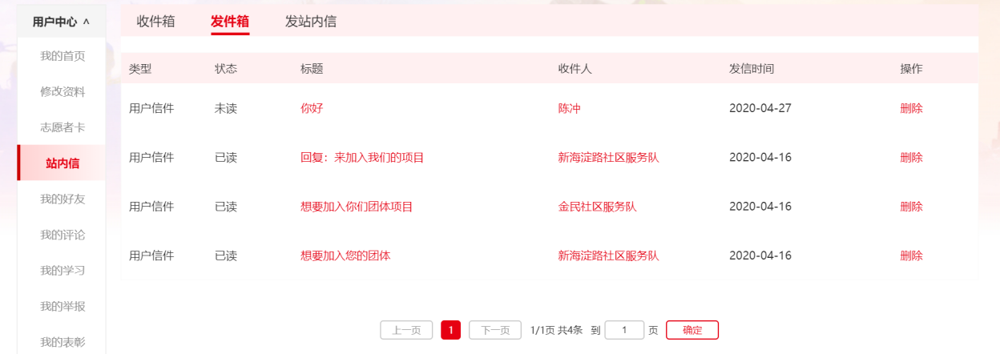 用户中心 ∧
我的首页
修改资料
志愿者卡
站内信
我的好友
我的评论
我的学习
我的举报
我的表彰
收件箱 发件箱 发站内信
类型 状态 标题 收件人 发信时间 操作
用户信件 未读 你好 陈冲 2020-04-27 删除
用户信件 已读 回复：来加入我们的项目 新海淀路社区服务队 2020-04-16 删除
用户信件 已读 想要加入你们团体项目 金民社区服务队 2020-04-16 删除
用户信件 已读 想要加入您的团体 新海淀路社区服务队 2020-04-16 删除
上一页 1 下一页 1/1页 共4条 到 1 页 确定